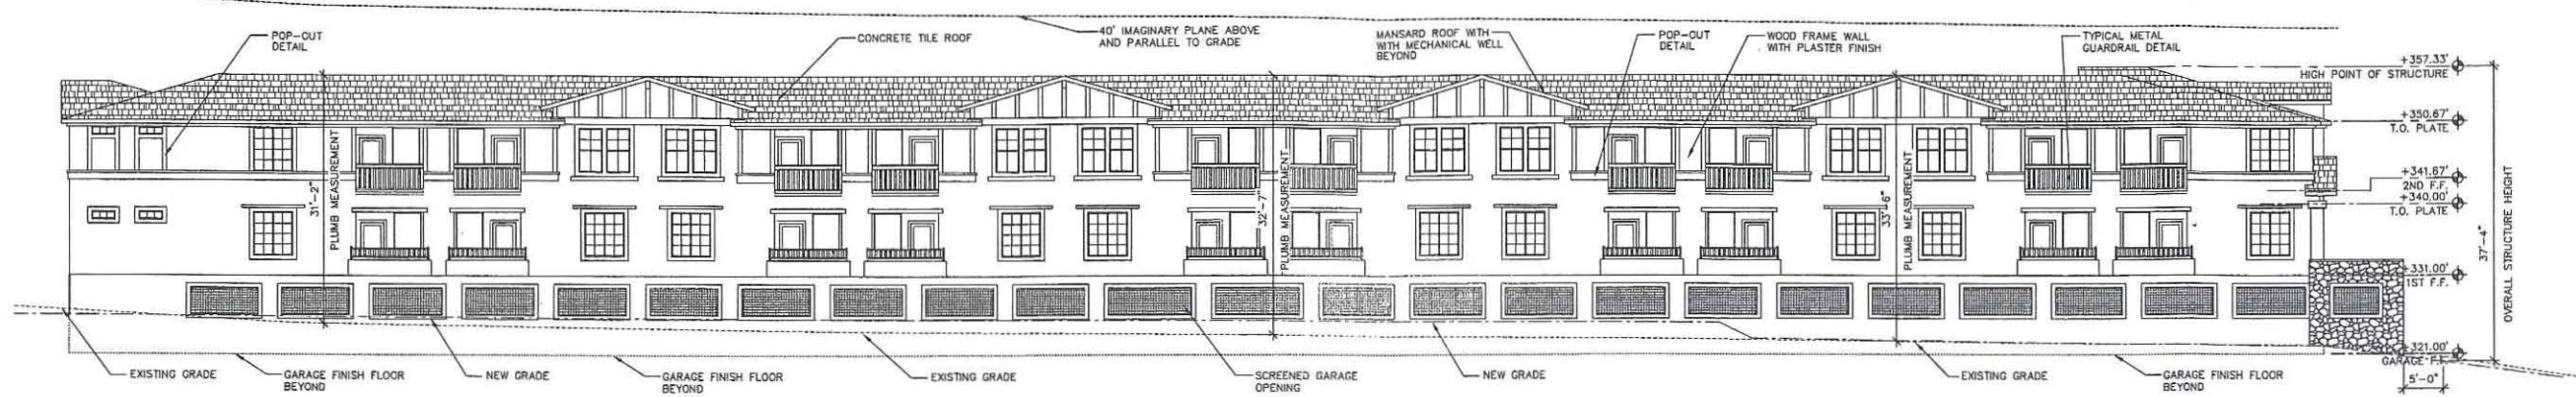 POP-OUT
DETAIL
CONCRETE TILE ROOF
40' IMAGINARY PLANE ABOVE
AND PARALLEL TO GRADE
MANSARD ROOF WITH
WITH MECHANICAL WELL
BEYOND
POP-OUT
DETAIL
WOOD FRAME WALL
WITH PLASTER FINISH
TYPICAL METAL
GUARDRAIL DETAIL
+357.33'
HIGH POINT OF STRUCTURE
+350.67'
T.O. PLATE
+341.67'
2ND F.F.
+340.00'
T.O. PLATE
+331.00'
1ST F.F.
+321.00'
GARAGE F.F.
5'-0"
37'-4"
OVERALL STRUCTURE HEIGHT
31'-2"
PLUMB MEASUREMENT
32'-7"
PLUMB MEASUREMENT
33'-6"
PLUMB MEASUREMENT
EXISTING GRADE
GARAGE FINISH FLOOR
BEYOND
NEW GRADE
GARAGE FINISH FLOOR
BEYOND
EXISTING GRADE
SCREENED GARAGE
OPENING
NEW GRADE
EXISTING GRADE
GARAGE FINISH FLOOR
BEYOND